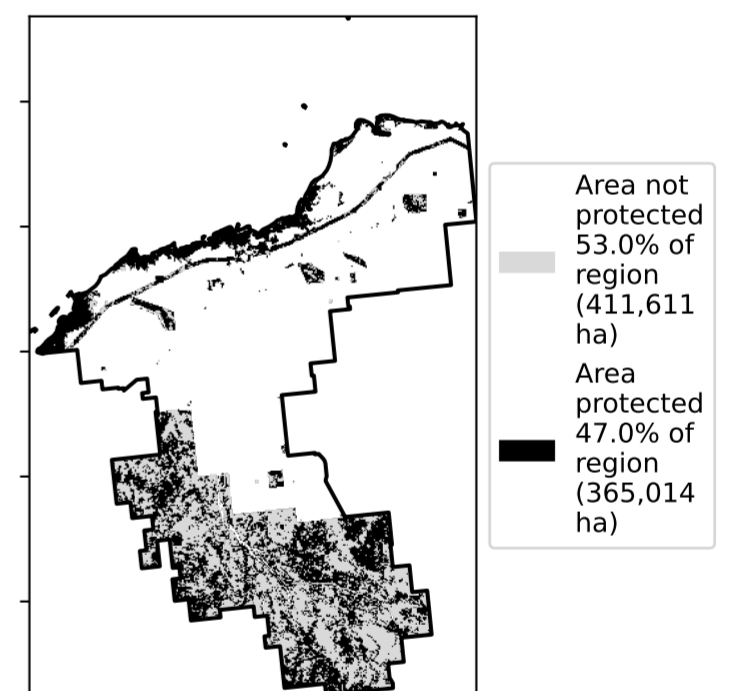 Area not
protected
53.0% of
region
(411,611
ha)
Area
protected
47.0% of
region
(365,014
ha)